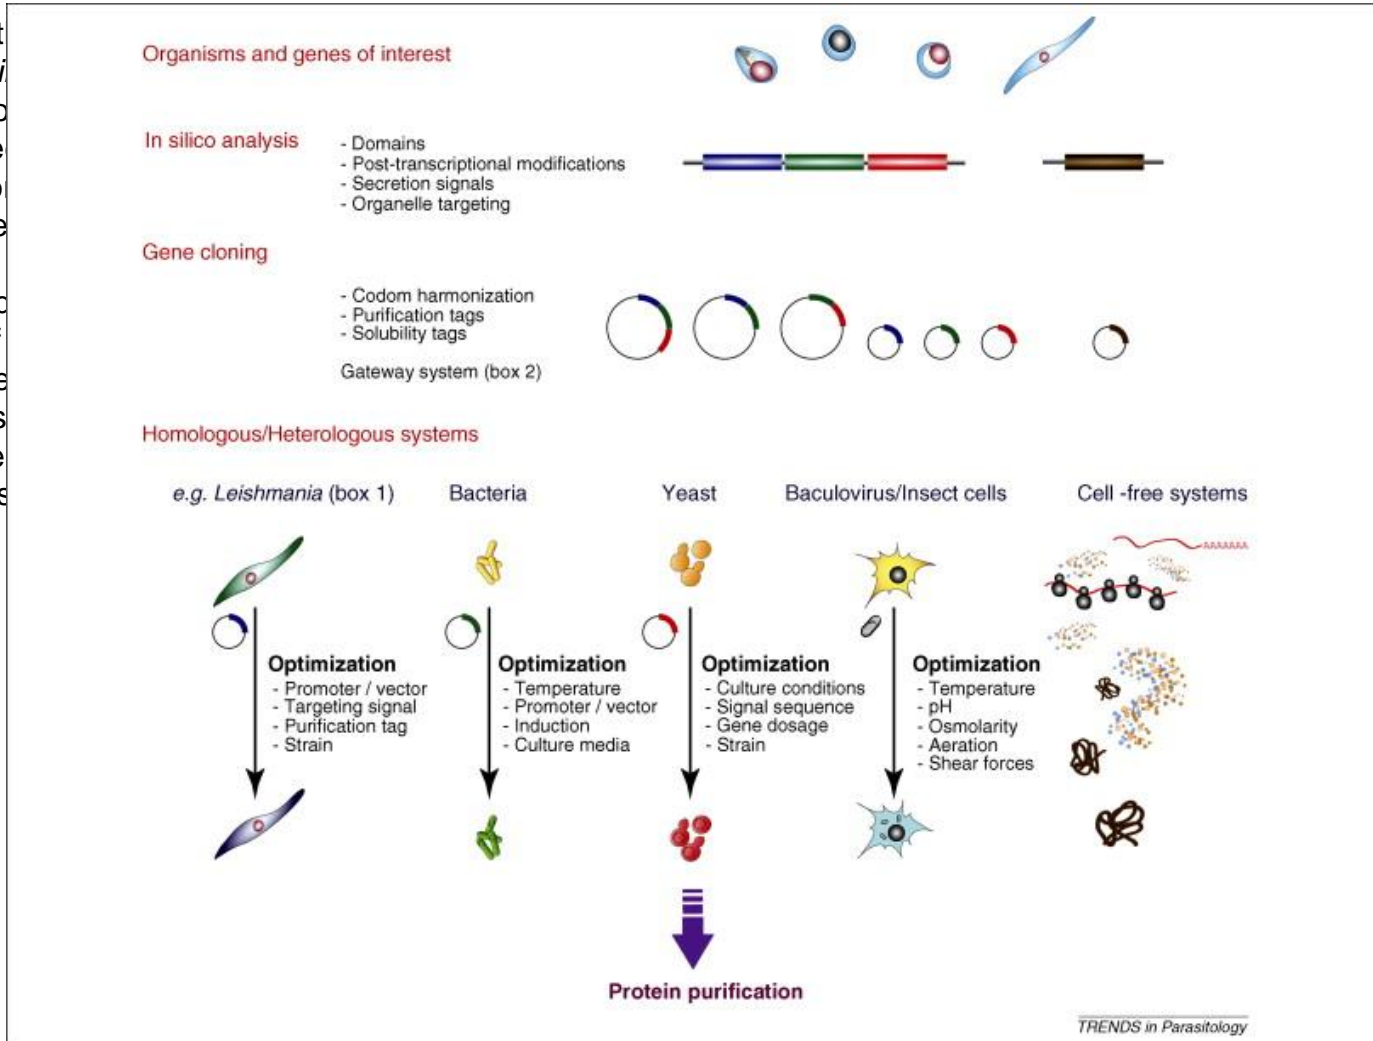 Organisms and genes of interest
In silico analysis
- Domains
- Post-transcriptional modifications
- Secretion signals
- Organelle targeting
Gene cloning
- Codom harmonization
- Purification tags
- Solubility tags
Gateway system (box 2)
Homologous/Heterologous systems
e.g. Leishmania (box 1)
Bacteria
Yeast
Baculovirus/Insect cells
Cell -free systems
AAAAAAA
Optimization
- Promoter / vector
- Targeting signal
- Purification tag
- Strain
Optimization
- Temperature
- Promoter / vector
- Induction
- Culture media
Optimization
- Culture conditions
- Signal sequence
- Gene dosage
- Strain
Optimization
- Temperature
- pH
- Osmolarity
- Aeration
- Shear forces
Protein purification
TRENDS in Parasitology